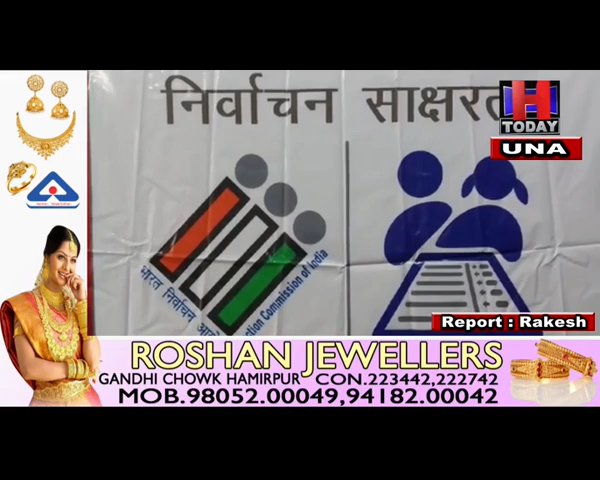 निर्वाचन साक्षरत
H
TODAY
UNA
भारत निर्वाचन आ
ction Commission of India
Report : Rakesh
ROSHAN JEWELLERS
GANDHI CHOWK HAMIRPUR CON.223442,222742
MOB.98052.00049,94182.00042